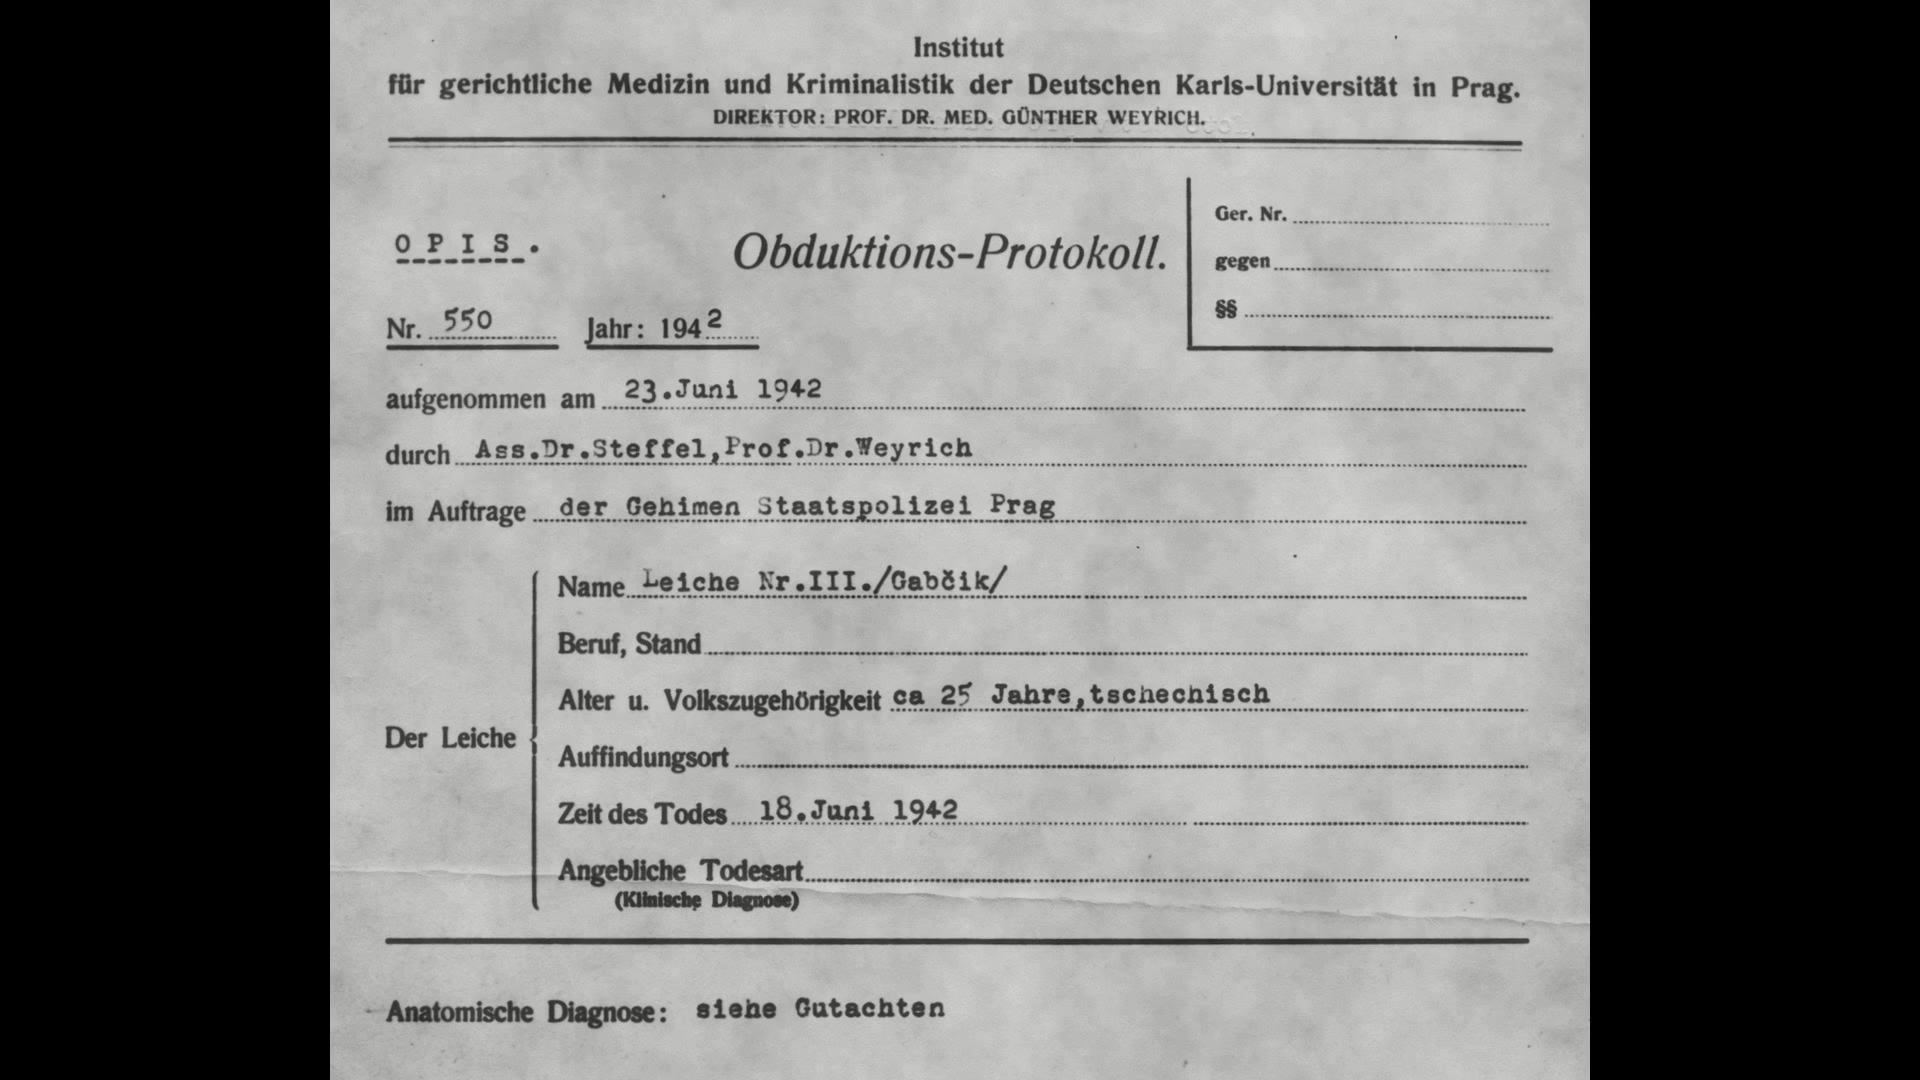 Institut
für gerichtliche Medizin und Kriminalistik der Deutschen Karls-Universität in Prag.
DIREKTOR: PROF. DR. MED. GÜNTHER WEYRICH.
O P I S .
Obduktions-Protokoll.
Ger. Nr.
gegen
§§
Nr. 550 Jahr: 1942
aufgenommen am 23.Juni 1942
durch Ass.Dr.Steffel,Prof.Dr.Weyrich
im Auftrage der Gehimen Staatspolizei Prag
Name Leiche Nr.III./Gabčik/
Beruf, Stand
Alter u. Volkszugehörigkeit ca 25 Jahre,tschechisch
Der Leiche
Auffindungsort
Zeit des Todes 18.Juni 1942
Angebliche Todesart
(Klinische Diagnose)
Anatomische Diagnose: siehe Gutachten